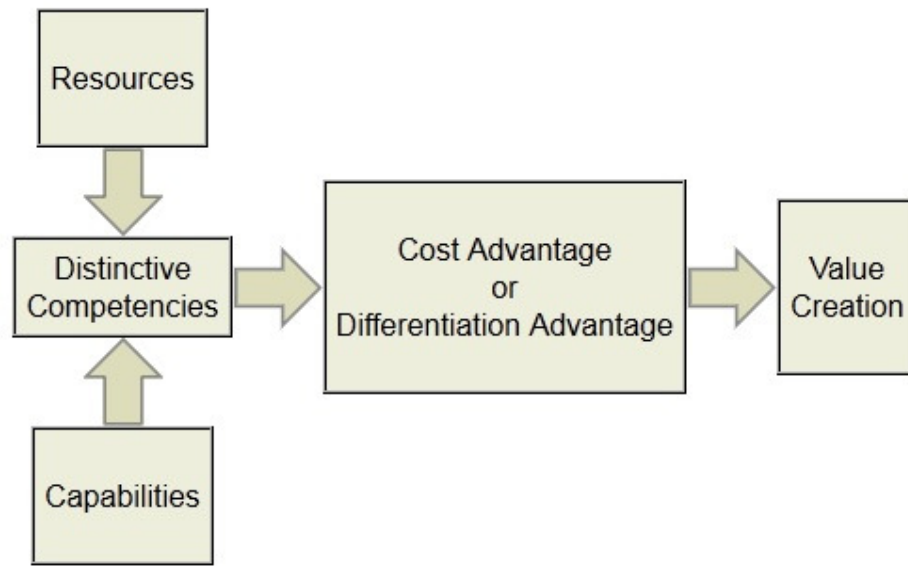 Resources
Distinctive
Competencies
Cost Advantage
or
Differentiation Advantage
Value
Creation
Capabilities